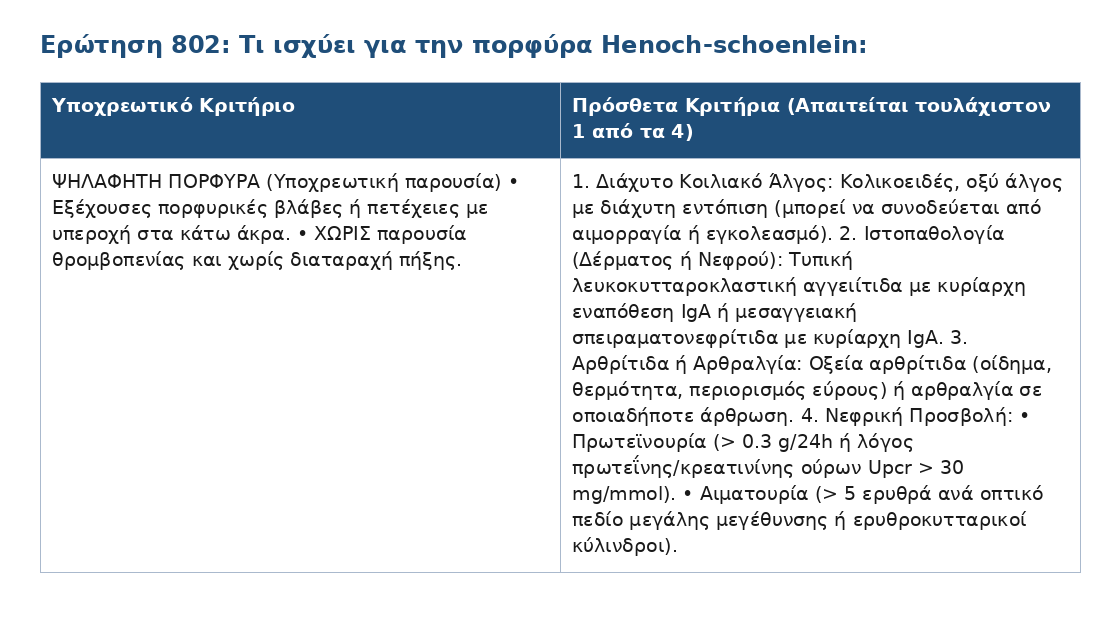 Ερώτηση 802: Τι ισχύει για την πορφύρα Henoch-schoenlein:
Υποχρεωτικό Κριτήριο
Πρόσθετα Κριτήρια (Απαιτείται τουλάχιστον
1 από τα 4)
ΨΗΛΑΦΗΤΗ ΠΟΡΦΥΡΑ (Υποχρεωτική παρουσία) •
Εξέχουσες πορφυρικές βλάβες ή πετέχειες με
υπεροχή στα κάτω άκρα. • ΧΩΡΙΣ παρουσία
θρομβοπενίας και χωρίς διαταραχή πήξης.
1. Διάχυτο Κοιλιακό Άλγος: Κολικοειδές, οξύ άλγος
με διάχυτη εντόπιση (μπορεί να συνοδεύεται από
αιμορραγία ή εγκολεασμό). 2. Ιστοπαθολογία
(Δέρματος ή Νεφρού): Τυπική
λευκοκυτταροκλαστική αγγειίτιδα με κυρίαρχη
εναπόθεση IgA ή μεσαγγειακή
σπειραματονεφρίτιδα με κυρίαρχη IgA. 3.
Αρθρίτιδα ή Αρθραλγία: Οξεία αρθρίτιδα (οίδημα,
θερμότητα, περιορισμός εύρους) ή αρθραλγία σε
οποιαδήποτε άρθρωση. 4. Νεφρική Προσβολή: •
Πρωτεϊνουρία (> 0.3 g/24h ή λόγος
πρωτεΐνης/κρεατινίνης ούρων Upcr > 30
mg/mmol). • Αιματουρία (> 5 ερυθρά ανά οπτικό
πεδίο μεγάλης μεγέθυνσης ή ερυθροκυτταρικοί
κύλινδροι).